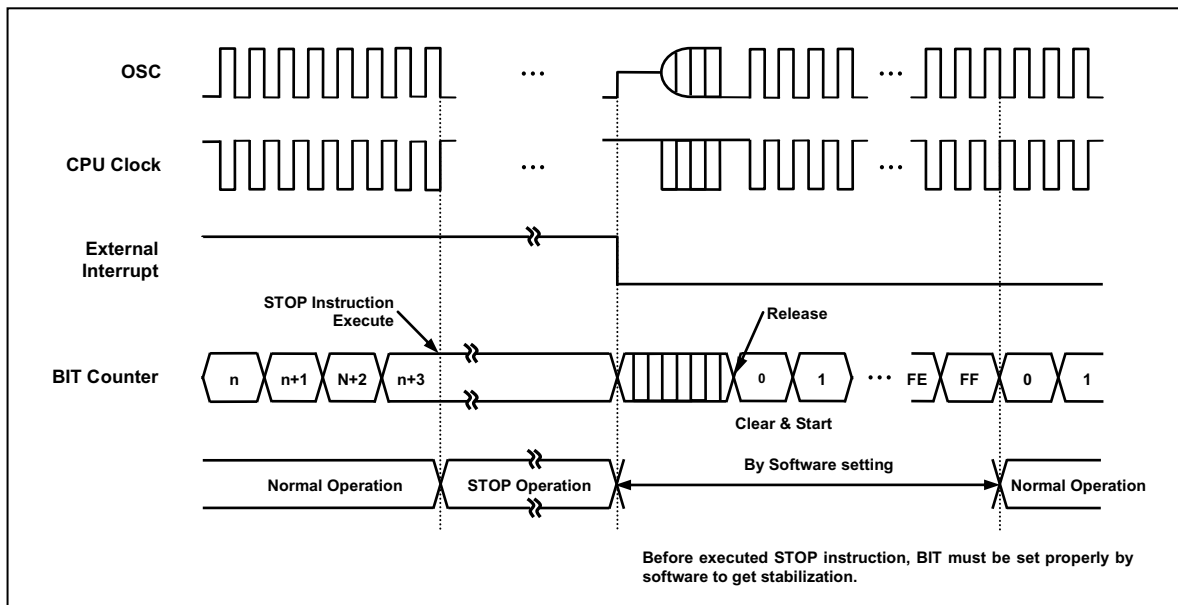 OSC
...
...
CPU Clock
...
...
External
Interrupt
STOP Instruction
Execute
Release
BIT Counter
n
n+1
N+2
n+3
0
1
...
FE
FF
0
1
Clear & Start
Normal Operation
STOP Operation
By Software setting
Normal Operation
Before executed STOP instruction, BIT must be set properly by
software to get stabilization.